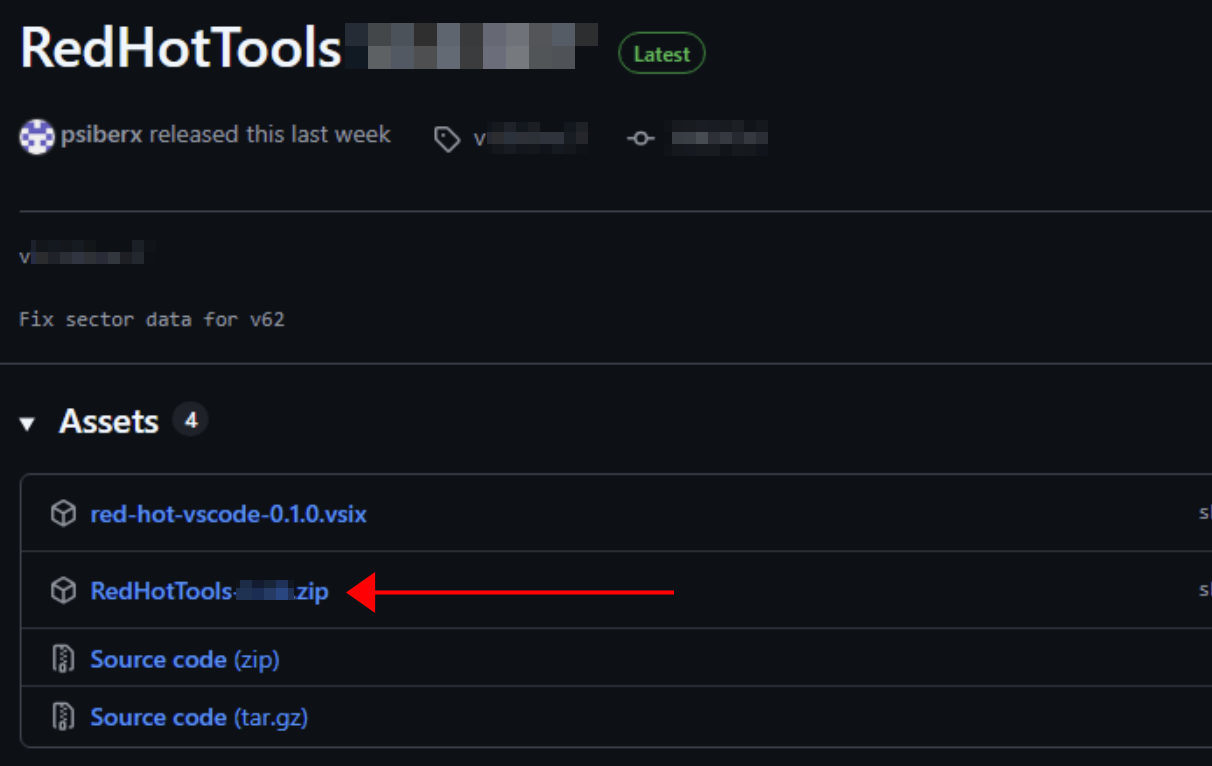 RedHotTools Latest
psiberx released this last week v
v
Fix sector data for v62
Assets 4
red-hot-vscode-0.1.0.vsix
RedHotTools- .zip
Source code (zip)
Source code (tar.gz)